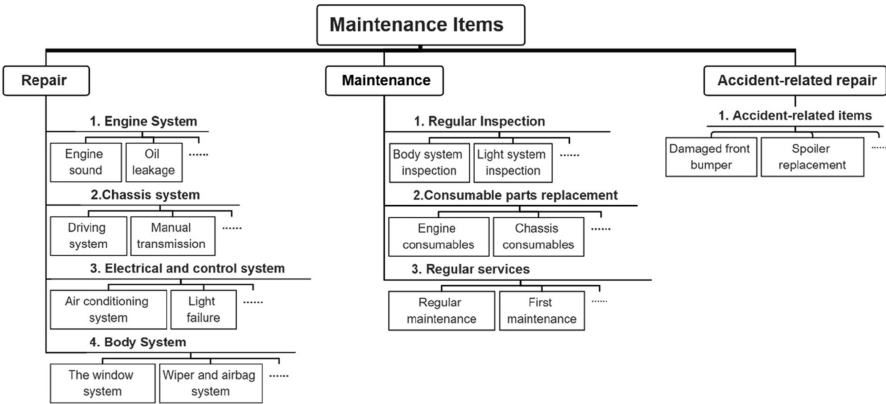 Maintenance Items
Repair
1. Engine System
Engine
sound
Oil
leakage
......
2.Chassis system
Driving
system
Manual
transmission
......
3. Electrical and control system
Air conditioning
system
Light
failure
......
4. Body System
The window
system
Wiper and airbag
system
......
Maintenance
1. Regular Inspection
Body system
inspection
Light system
inspection
......
2.Consumable parts replacement
Engine
consumables
Chassis
consumables
......
3. Regular services
Regular
maintenance
First
maintenance
......
Accident-related repair
1. Accident-related items
Damaged front
bumper
Spoiler
replacement
......